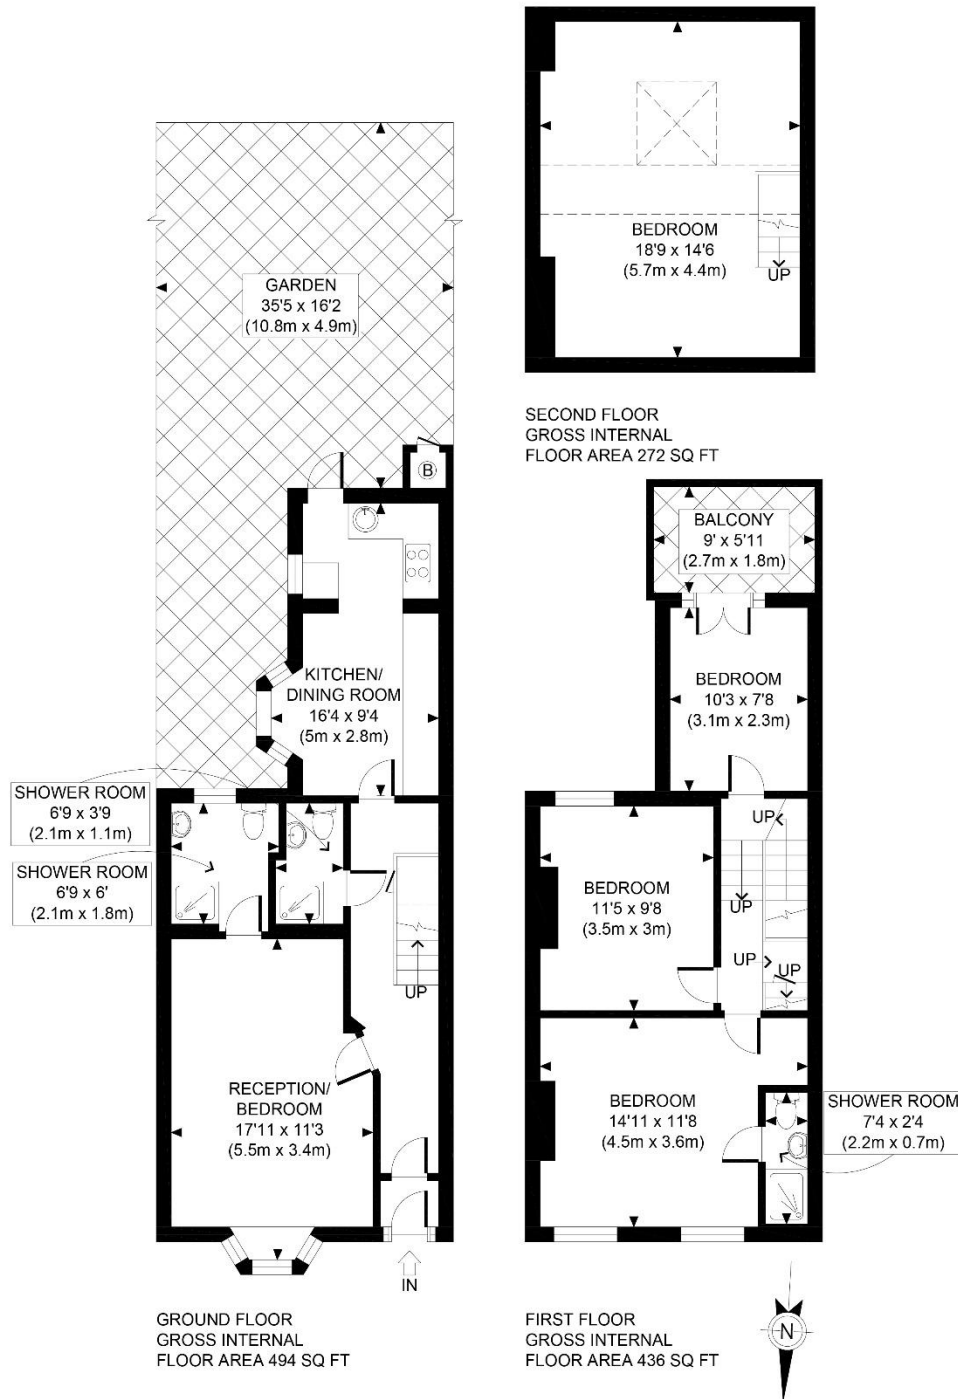 BEDROOM
18'9 x 14'6
(5.7m x 4.4m)
UP
SECOND FLOOR
GROSS INTERNAL
FLOOR AREA 272 SQ FT
GARDEN
35'5 x 16'2
(10.8m x 4.9m)
B
T
KITCHEN/
DINING ROOM
16'4 x 9'4
(5m x 2.8m)
SHOWER ROOM
6'9 x 3'9
(2.1m x 1.1m)
SHOWER ROOM
6'9 x 6'
(2.1m x 1.8m)
UP
RECEPTION/
BEDROOM
17'11 x 11'3
(5.5m x 3.4m)
IN
GROUND FLOOR
GROSS INTERNAL
FLOOR AREA 494 SQ FT
BALCONY
9' x 5'11
(2.7m x 1.8m)
BEDROOM
10'3 x 7'8
(3.1m x 2.3m)
UP
BEDROOM
11'5 x 9'8
(3.5m x 3m)
UP
UP
UP
BEDROOM
14'11 x 11'8
(4.5m x 3.6m)
SHOWER ROOM
7'4 x 2'4
(2.2m x 0.7m)
FIRST FLOOR
GROSS INTERNAL
FLOOR AREA 436 SQ FT
N